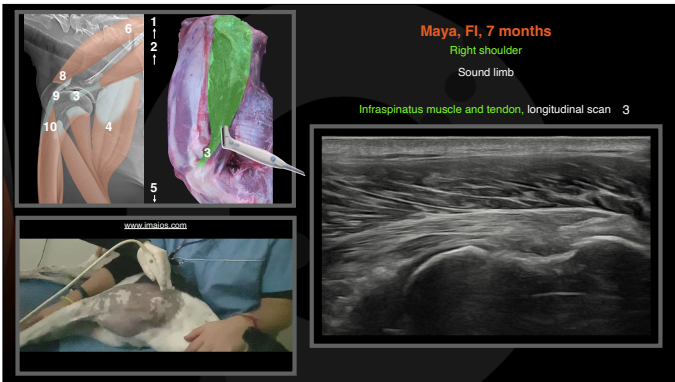 Maya, FI, 7 months
Right shoulder
Sound limb
Infraspinatus muscle and tendon, longitudinal scan 3
6
1
2
8
9
3
10
4
3
5
www.imaios.com